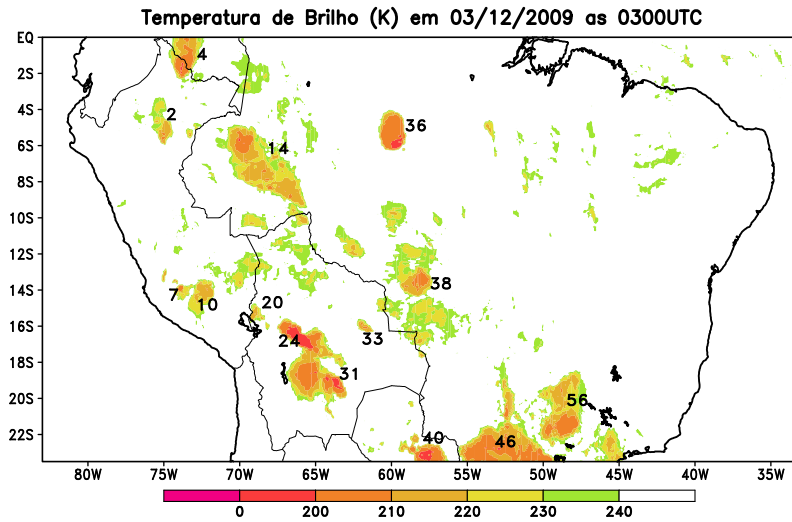 Temperatura de Brilho (K) em 03/12/2009 as 0300UTC
EQ
4
2S
4S
2
36
6S
14
8S
10S
12S
38
14S
7
10
20
16S
24
33
18S
31
20S
56
22S
40
46
80W 75W 70W 65W 60W 55W 50W 45W 40W 35W
0 200 210 220 230 240